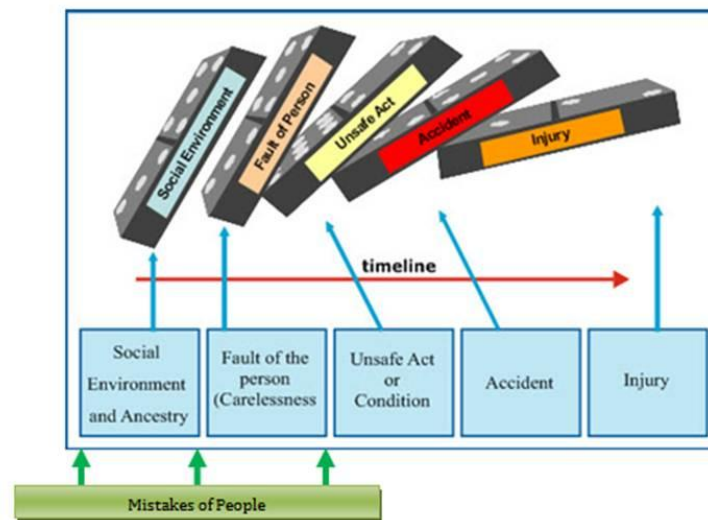 Social Environment
Fault of Person
Unsafe Act
Accident
Injury
timeline
Social
Environment
and Ancestry
Fault of the
person
(Carelessness
Unsafe Act
or
Condition
Accident
Injury
Mistakes of People